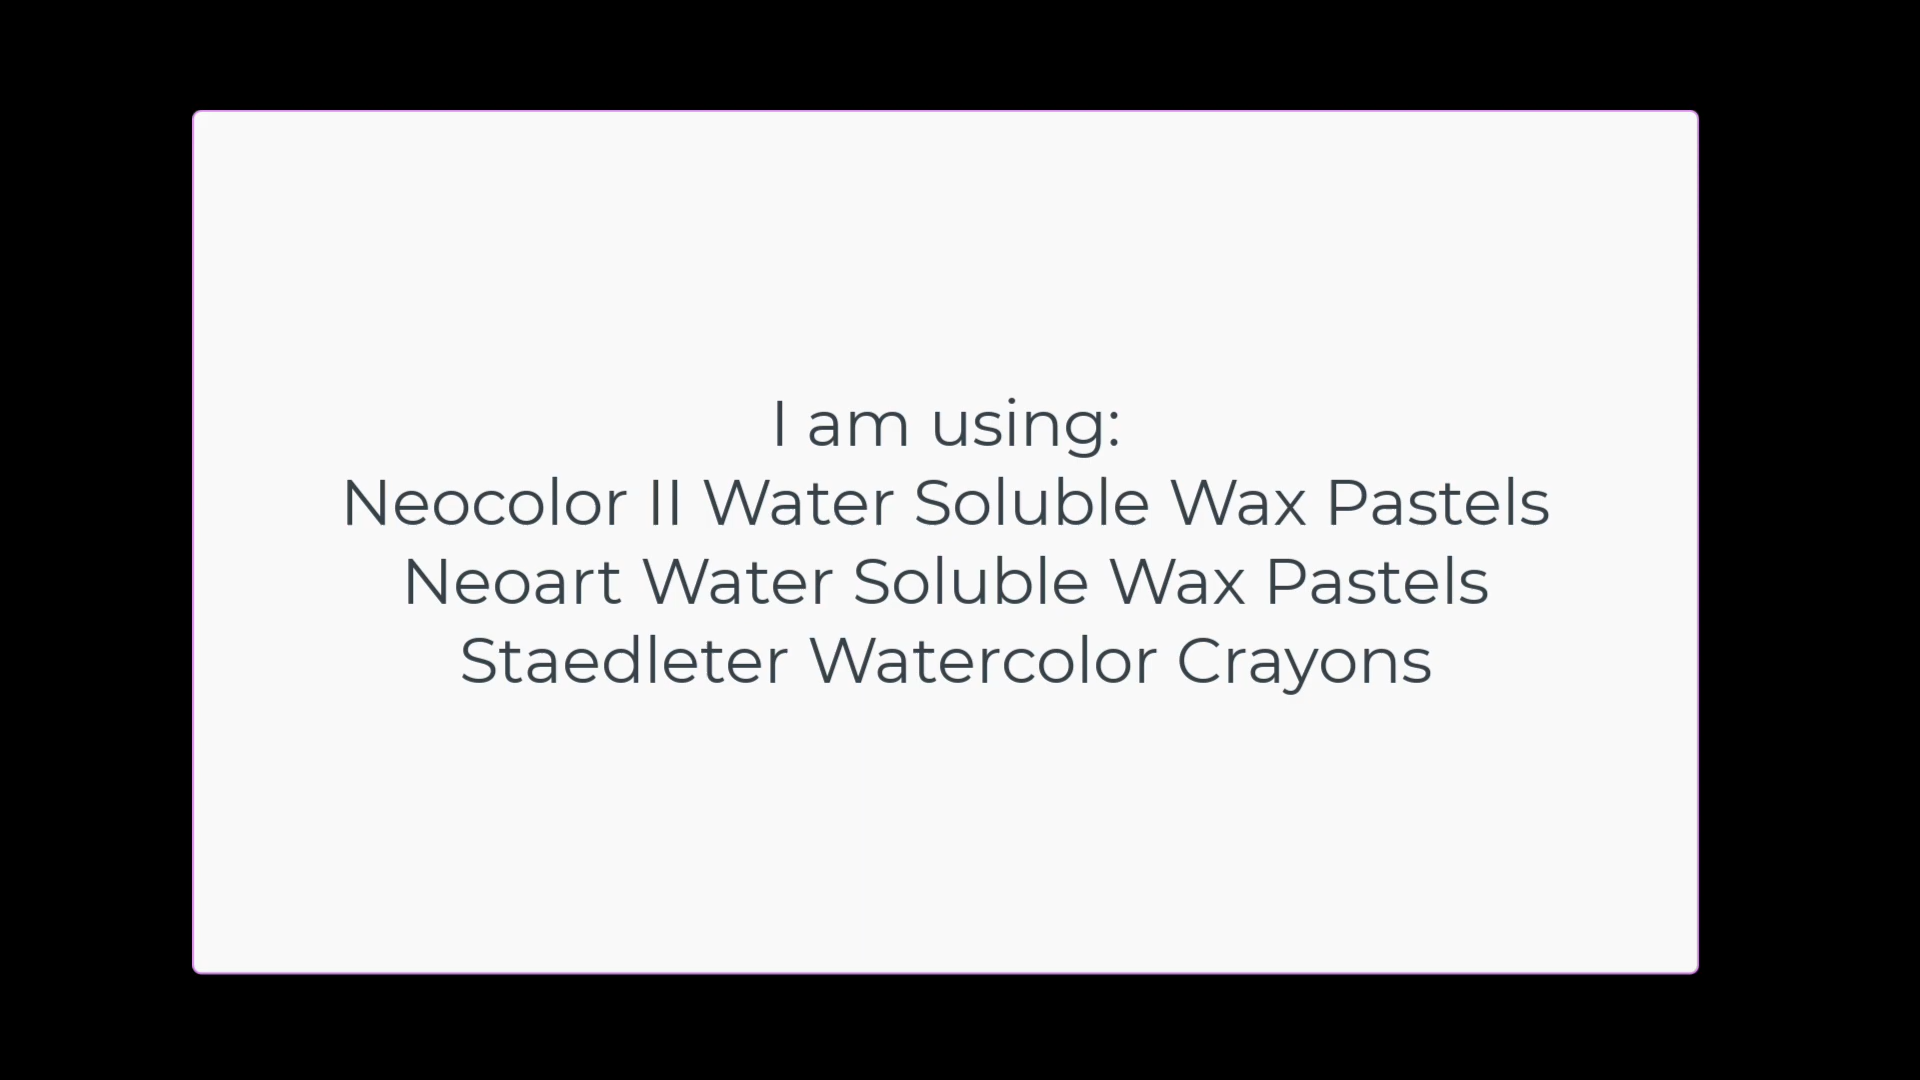 I am using:
Neocolor II Water Soluble Wax Pastels
Neoart Water Soluble Wax Pastels
Staedleter Watercolor Crayons